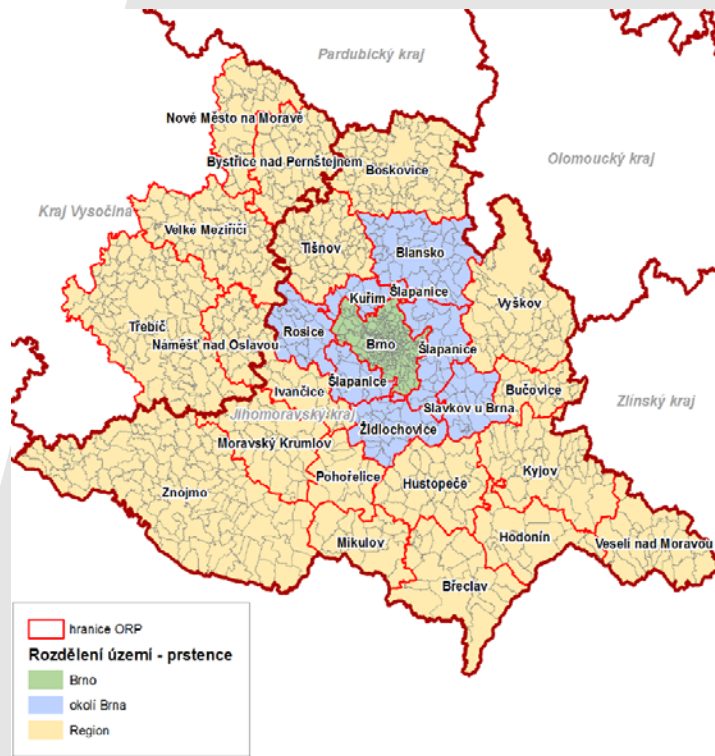 Pardubický kraj
Nové Město na Moravě
Bystřice nad Pernštejnem
Boskovice
Olomoucký kraj
Kraj Vysočina
Velké Meziříčí
Tišnov
Blansko
Kuřim
Šlapanice
Vyškov
Třebíč
Náměšť nad Oslavou
Rosice
Brno
Šlapanice
Šlapanice
Ivančice
Bučovice
Slavkov u Brna
Zlínský kraj
Jihomoravský kraj
Židlochovice
Moravský Krumlov
Znojmo
Pohořelice
Hustopeče
Kyjov
Mikulov
Hodonín
Veselí nad Moravou
Břeclav
hranice ORP
Rozdělení území - prstence
Brno
okolí Brna
Region